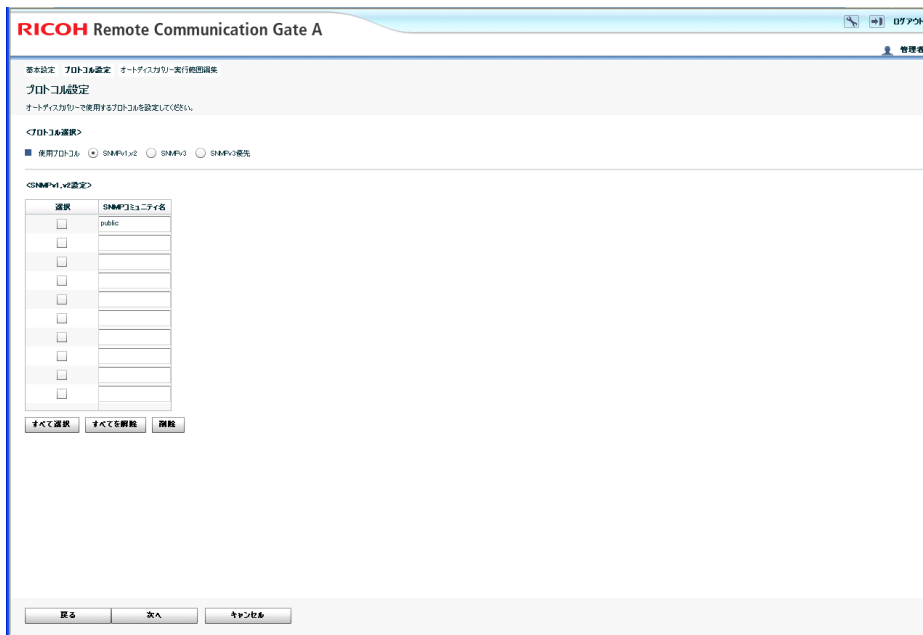 RICOH Remote Communication Gate A
ログアウト
管理者
基本設定 プロトコル設定 オートディスカバリー実行範囲編集
プロトコル設定
オートディスカバリーで使用するプロトコルを設定してください。
<プロトコル選択>
使用プロトコル SNMPv1,v2 SNMPv3 SNMPv3優先
<SNMPv1,v2設定>
選択 SNMPコミュニティ名
public
すべて選択 すべてを解除 削除
戻る 次へ キャンセル